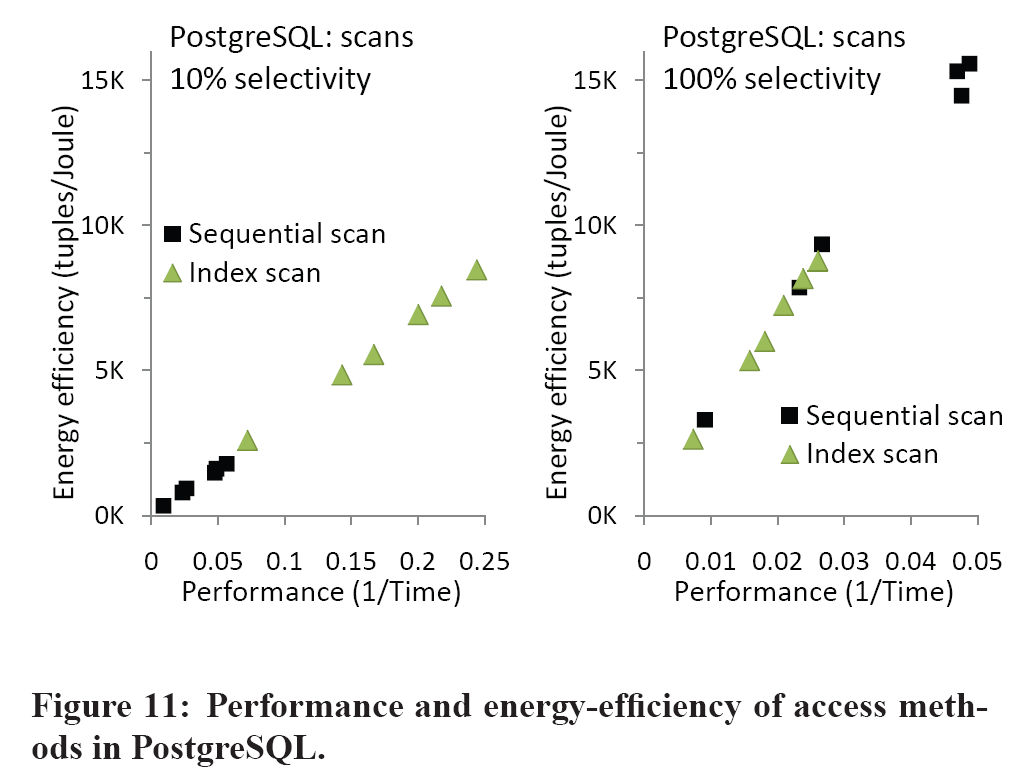 PostgreSQL: scans
10% selectivity
Energy efficiency (tuples/Joule)
15K
10K
5K
0K
Sequential scan
Index scan
0 0.05 0.1 0.15 0.2 0.25
Performance (1/Time)
PostgreSQL: scans
100% selectivity
Energy efficiency (tuples/Joule)
15K
10K
5K
0K
Sequential scan
Index scan
0 0.01 0.02 0.03 0.04 0.05
Performance (1/Time)
Figure 11: Performance and energy-efficiency of access meth-
ods in PostgreSQL.